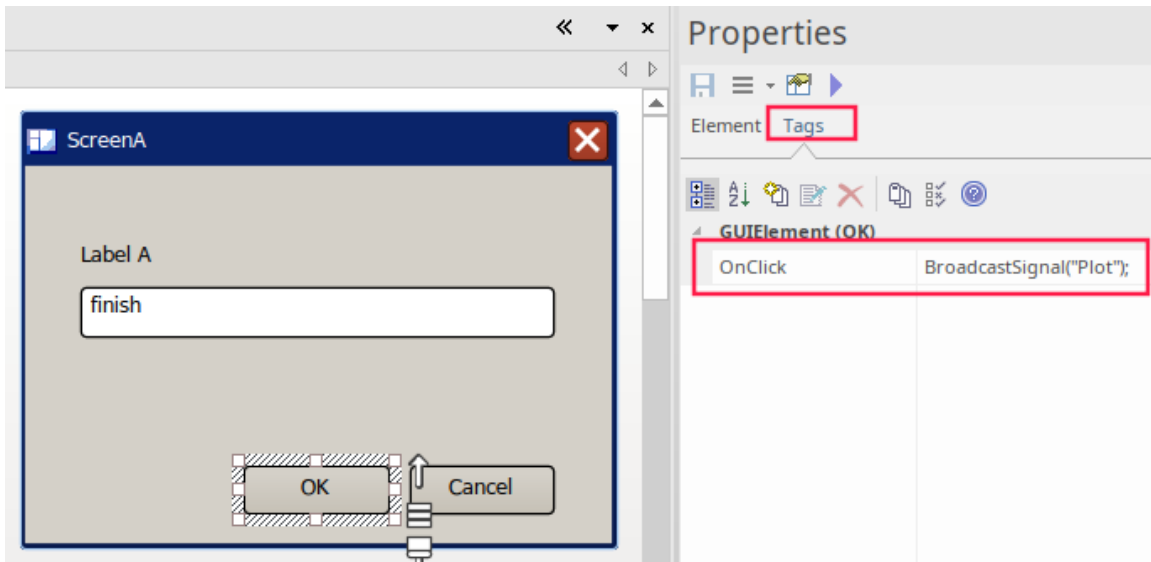 Properties
Element Tags
ScreenA
GUIElement (OK)
Label A
OnClick BroadcastSignal("Plot");
finish
OK Cancel